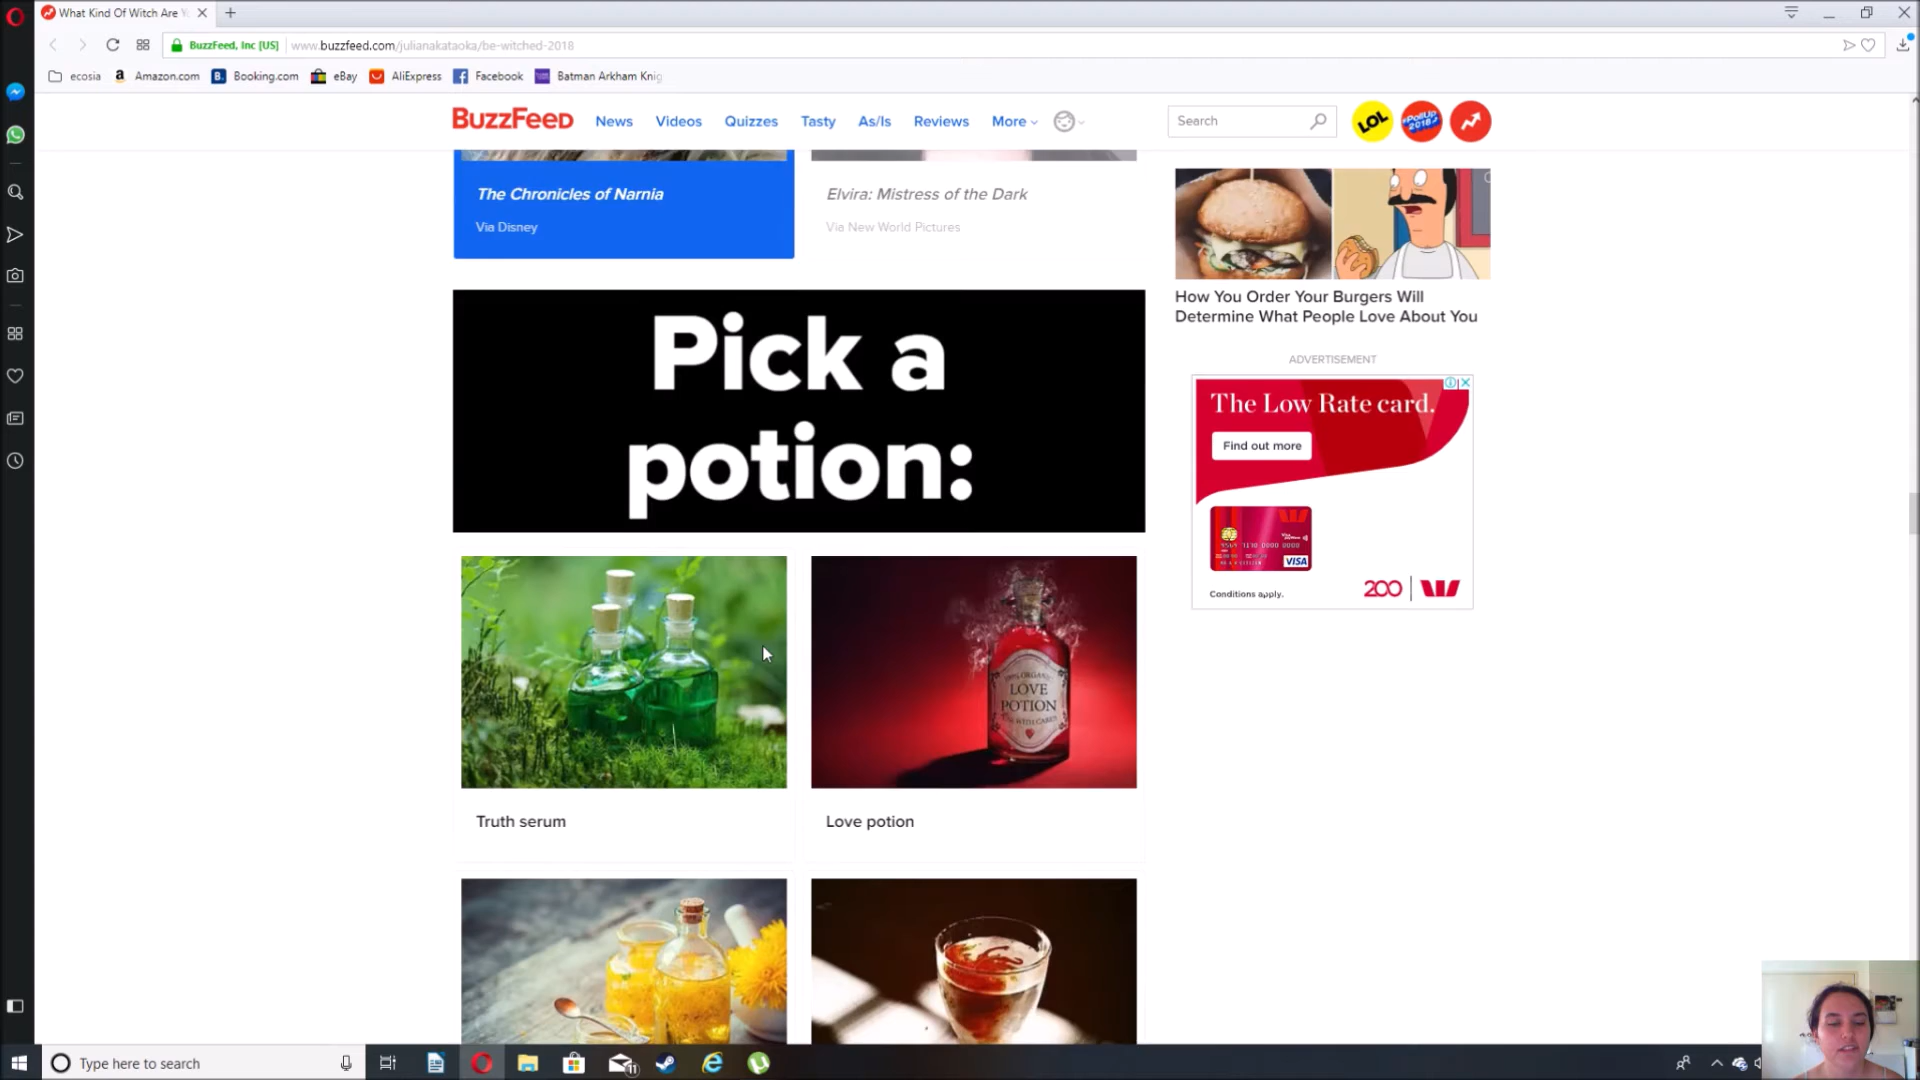 What Kind Of Witch Are
BuzzFeed, Inc [US]
www.buzzfeed.com/julianakataoka/be-witched-2018
ecosia
Amazon.com
Booking.com
eBay
AliExpress
Facebook
Batman Arkham Knig
BuzzFeed
News
Videos
Quizzes
Tasty
As/Is
Reviews
More
Search
LOL
#PollUp 2018
The Chronicles of Narnia
Via Disney
Elvira: Mistress of the Dark
Via New World Pictures
How You Order Your Burgers Will
Determine What People Love About You
ADVERTISEMENT
The Low Rate card.
Find out more
VISA
Conditions apply.
200
Pick a
potion:
LOVE
POTION
Truth serum
Love potion
Type here to search
11